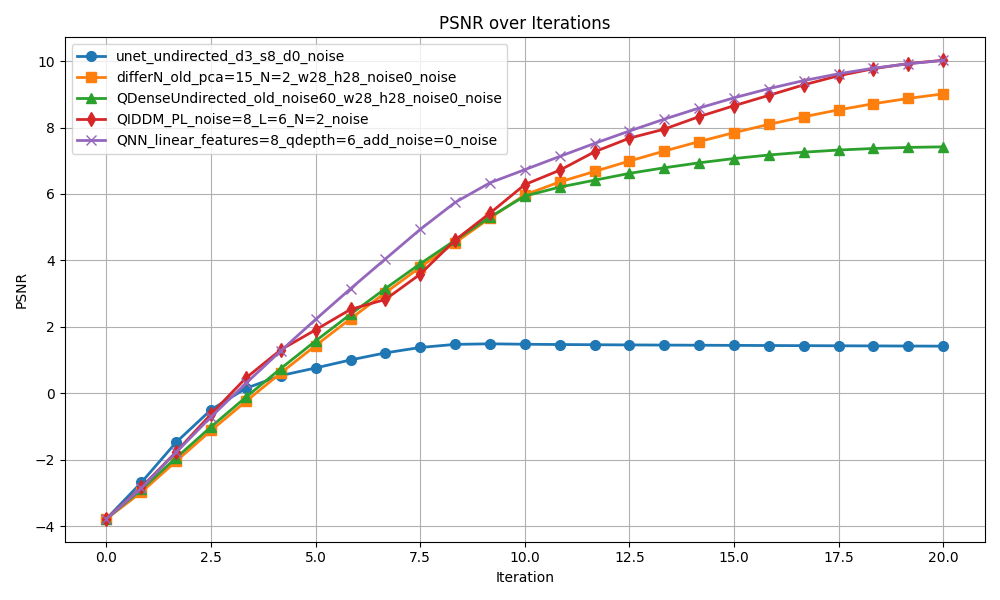 PSNR over Iterations
unet_undirected_d3_s8_d0_noise
differN_old_pca=15_N=2_w28_h28_noise0_noise
QDenseUndirected_old_noise60_w28_h28_noise0_noise
QIDDM_PL_noise=8_L=6_N=2_noise
QNN_linear_features=8_qdepth=6_add_noise=0_noise
PSNR
10
8
6
4
2
0
−2
−4
0.0 2.5 5.0 7.5 10.0 12.5 15.0 17.5 20.0
Iteration